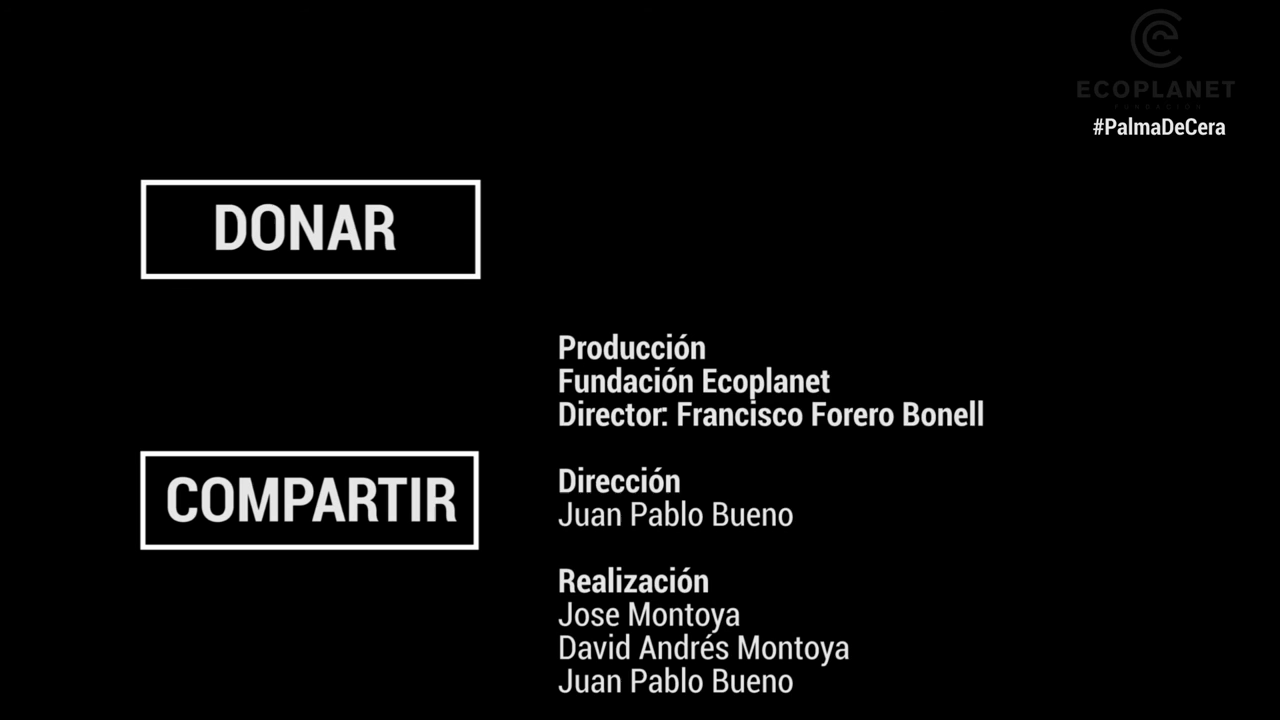 ECOPLANET
FUNDACIÓN
#PalmaDeCera
DONAR
Producción
Fundación Ecoplanet
Director: Francisco Forero Bonell
COMPARTIR
Dirección
Juan Pablo Bueno
Realización
Jose Montoya
David Andrés Montoya
Juan Pablo Bueno